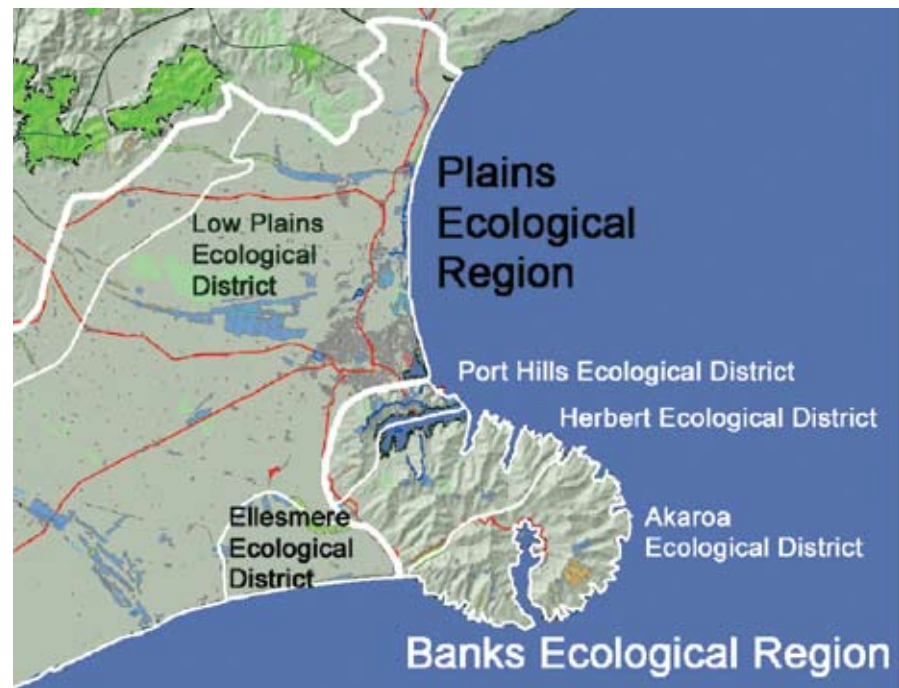 Plains
Ecological
Region
Low Plains
Ecological
District
Port Hills Ecological District
Herbert Ecological District
Akaroa
Ecological District
Ellesmere
Ecological
District
Banks Ecological Region